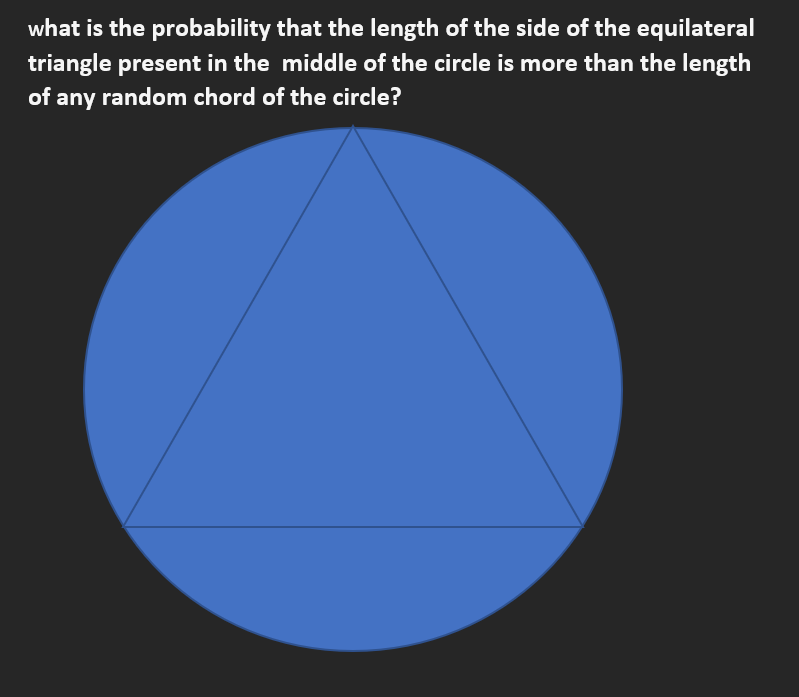 what is the probability that the length of the side of the equilateral
triangle present in the  middle of the circle is more than the length
of any random chord of the circle?